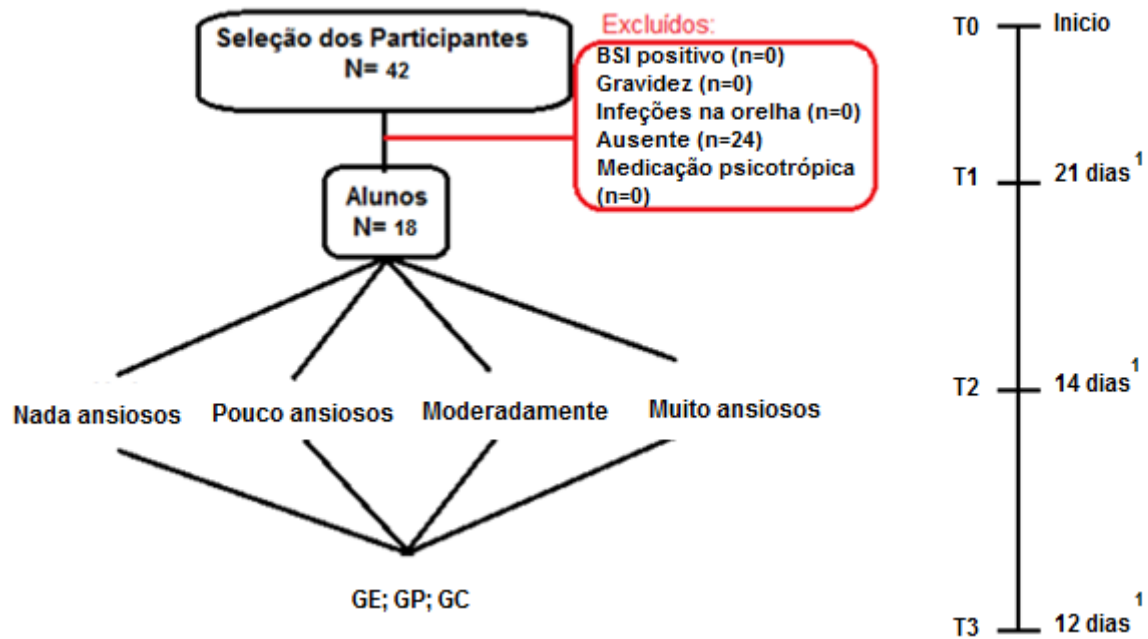 Seleção dos Participantes
N= 42
Excluídos:
BSI positivo (n=0)
Gravidez (n=0)
Infeções na orelha (n=0)
Ausente (n=24)
Medicação psicotrópica
(n=0)
Alunos
N= 18
Nada ansiosos
Pouco ansiosos
Moderadamente
Muito ansiosos
GE; GP; GC
T0
Inicio
T1
21 dias 1
T2
14 dias 1
T3
12 dias 1